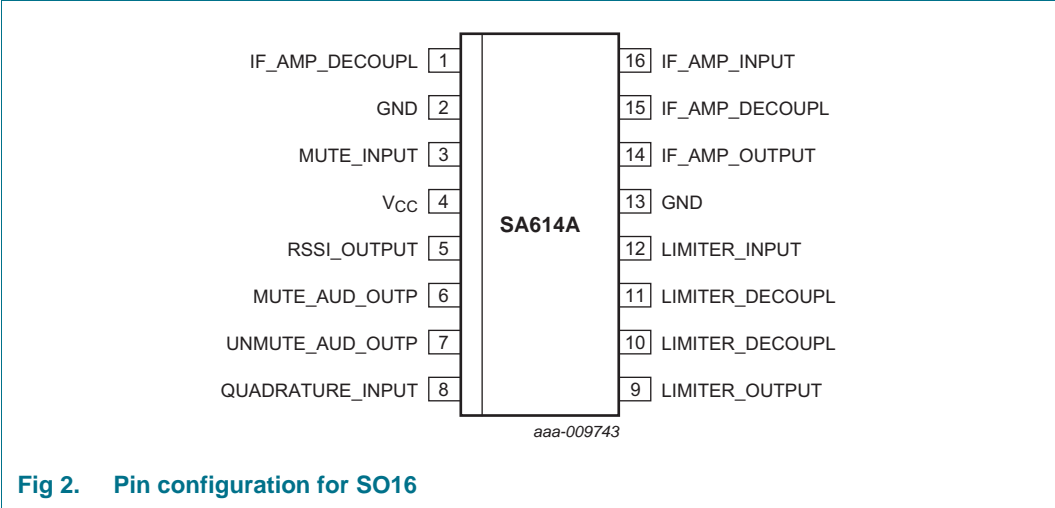 IF_AMP_DECOUPL 1
GND 2
MUTE_INPUT 3
VCC 4
RSSI_OUTPUT 5
MUTE_AUD_OUTP 6
UNMUTE_AUD_OUTP 7
QUADRATURE_INPUT 8
SA614A
16 IF_AMP_INPUT
15 IF_AMP_DECOUPL
14 IF_AMP_OUTPUT
13 GND
12 LIMITER_INPUT
11 LIMITER_DECOUPL
10 LIMITER_DECOUPL
9 LIMITER_OUTPUT
aaa-009743
Fig 2. Pin configuration for SO16